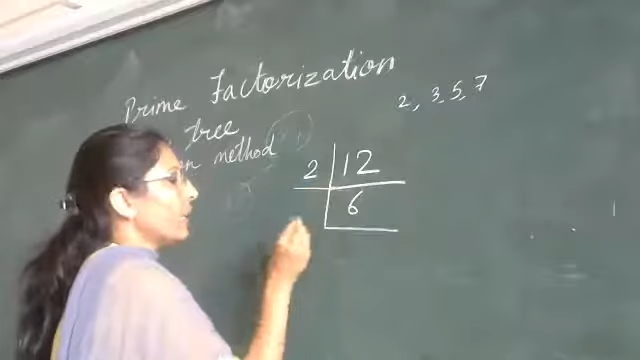 Prime Factorization
2, 3, 5, 7
tree
method
2 | 12
6